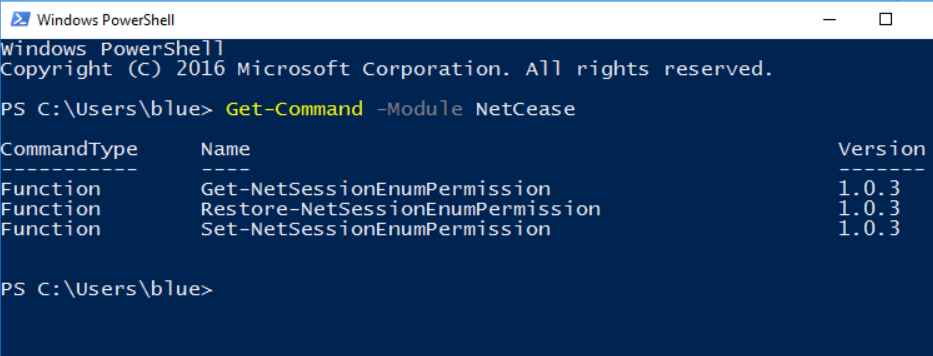 Windows PowerShell
Windows PowerShell
Copyright (C) 2016 Microsoft Corporation. All rights reserved.
PS C:\Users\blue> Get-Command -Module NetCease
CommandType     Name                                               Version
-----------     ----                                               -------
Function        Get-NetSessionEnumPermission                       1.0.3
Function        Restore-NetSessionEnumPermission                   1.0.3
Function        Set-NetSessionEnumPermission                       1.0.3
PS C:\Users\blue>